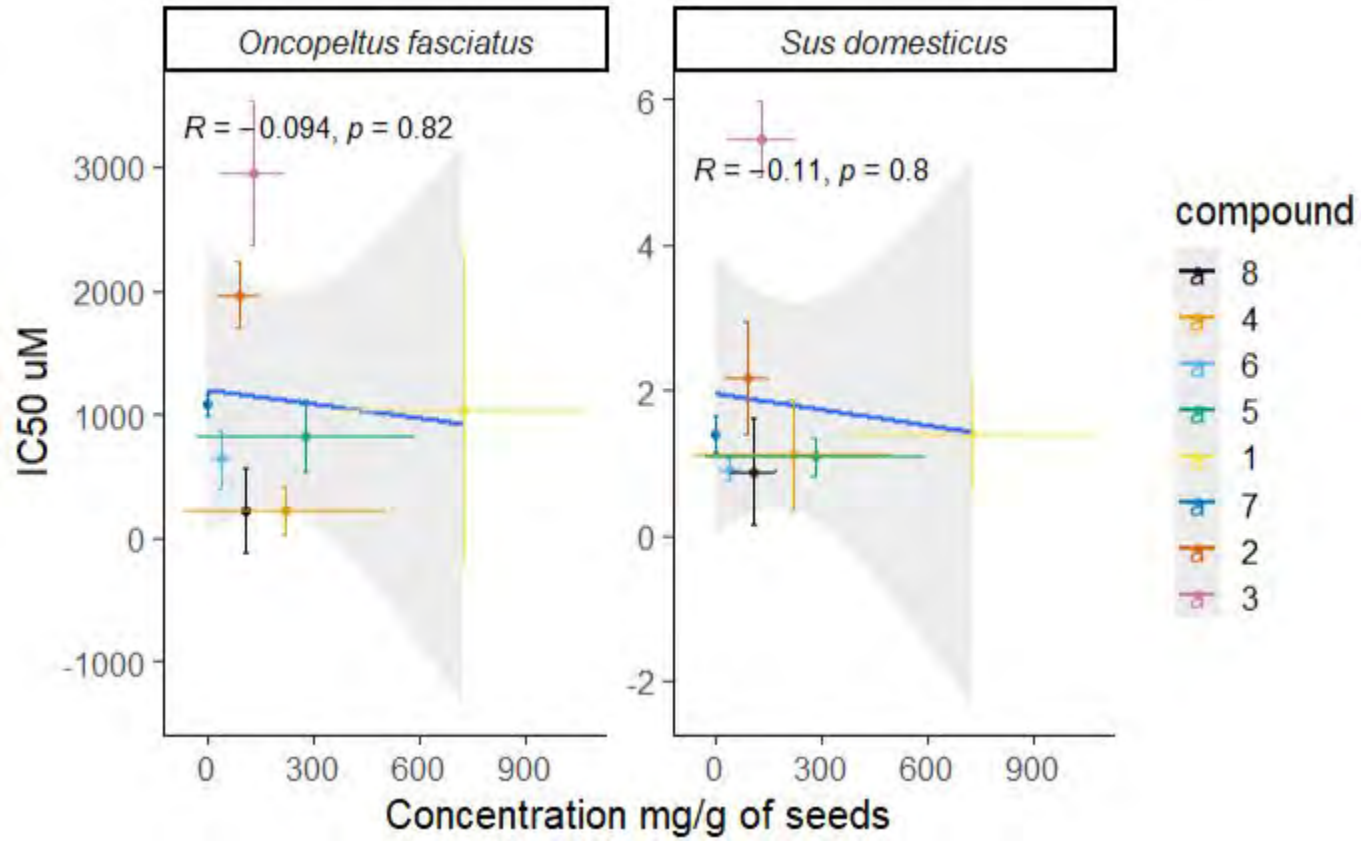 Oncopeltus fasciatus
Sus domesticus
R = −0.094, p = 0.82
R = −0.11, p = 0.8
3000
2000
1000
0
-1000
6
4
2
0
-2
IC50 uM
0 300 600 900
0 300 600 900
Concentration mg/g of seeds
compound
a 8
a 4
a 6
a 5
a 1
a 7
a 2
a 3